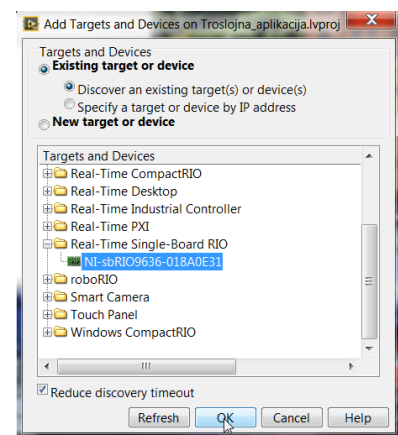 Add Targets and Devices on Troslojna_aplikacija.lvproj
Targets and Devices
Existing target or device
Discover an existing target(s) or device(s)
Specify a target or device by IP address
New target or device
Targets and Devices
Real-Time CompactRIO
Real-Time Desktop
Real-Time Industrial Controller
Real-Time PXI
Real-Time Single-Board RIO
NI-sbRIO9636-018A0E31
roboRIO
Smart Camera
Touch Panel
Windows CompactRIO
Reduce discovery timeout
Refresh OK Cancel Help